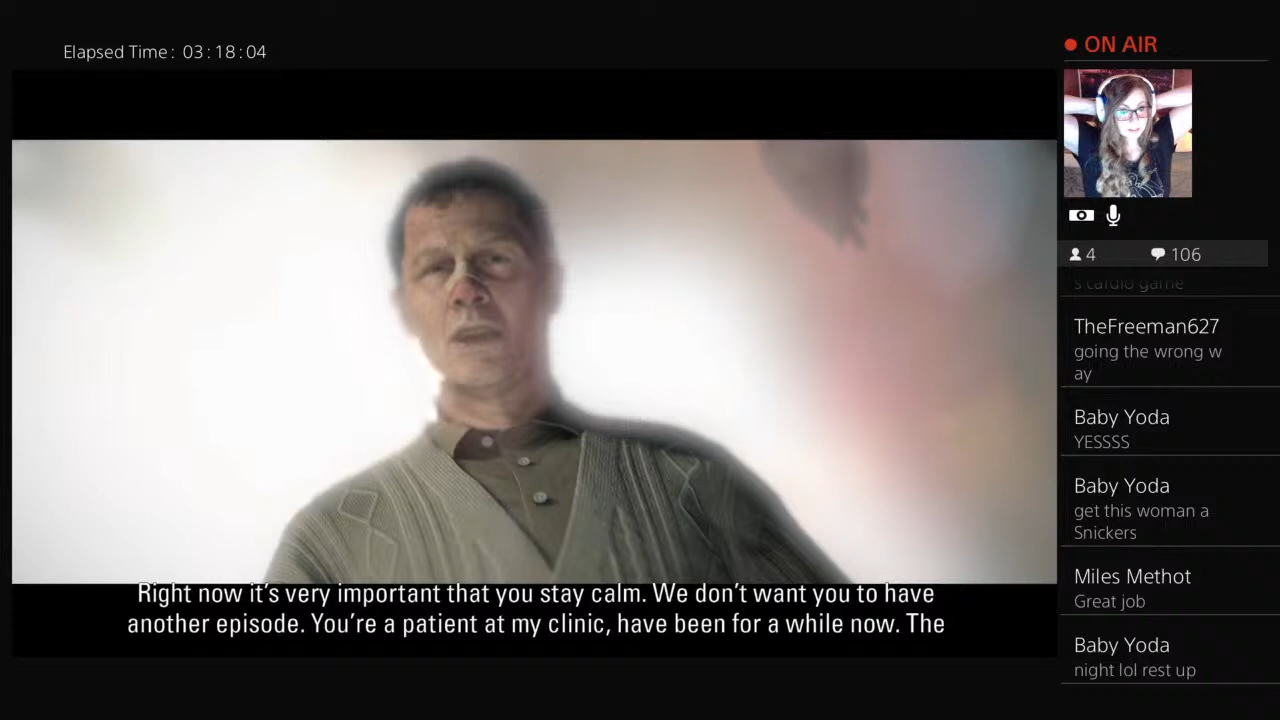 Elapsed Time: 03:18:04
ON AIR
4
106
s cardio game
TheFreeman627
going the wrong w
ay
Baby Yoda
YESSSS
Baby Yoda
get this woman a
Snickers
Miles Methot
Great job
Baby Yoda
night lol rest up
Right now it's very important that you stay calm. We don't want you to have
another episode. You're a patient at my clinic, have been for a while now. The